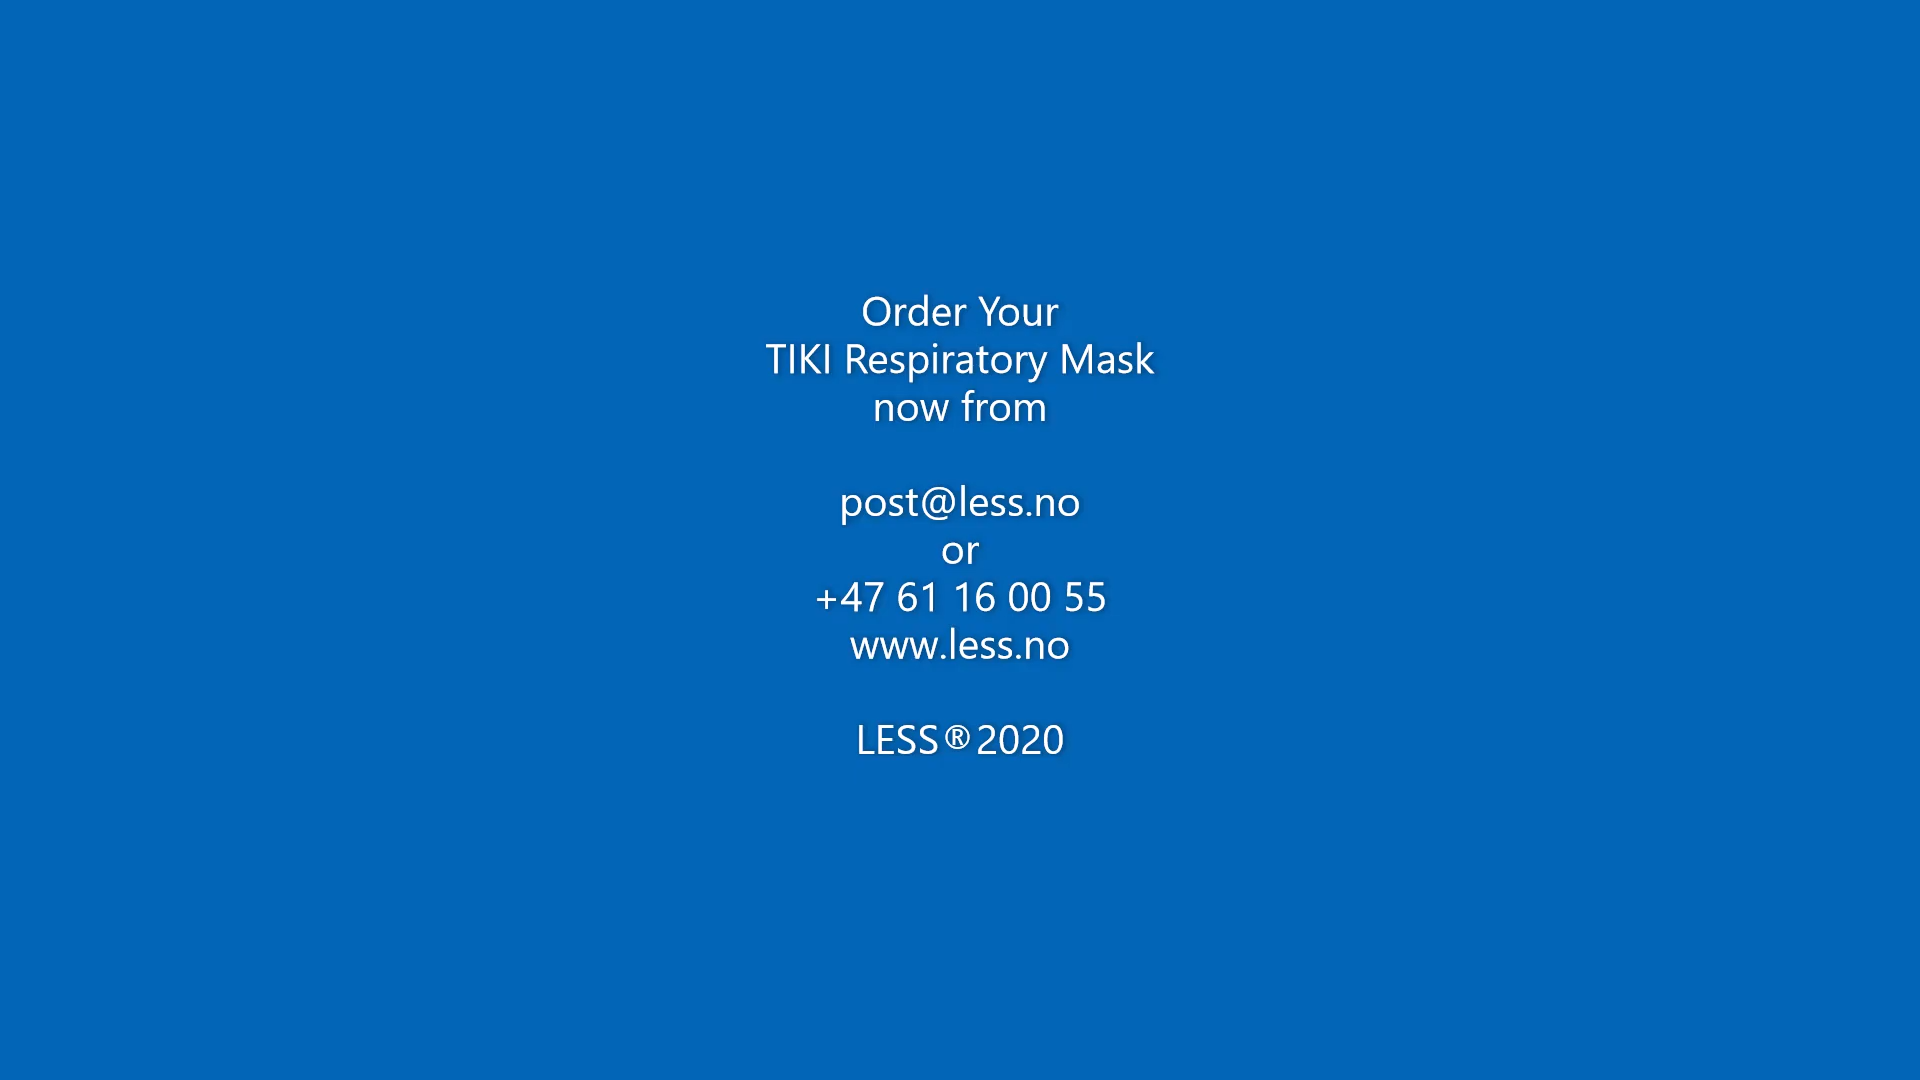 Order Your
TIKI Respiratory Mask
now from
post@less.no
or
+47 61 16 00 55
www.less.no
LESS®2020